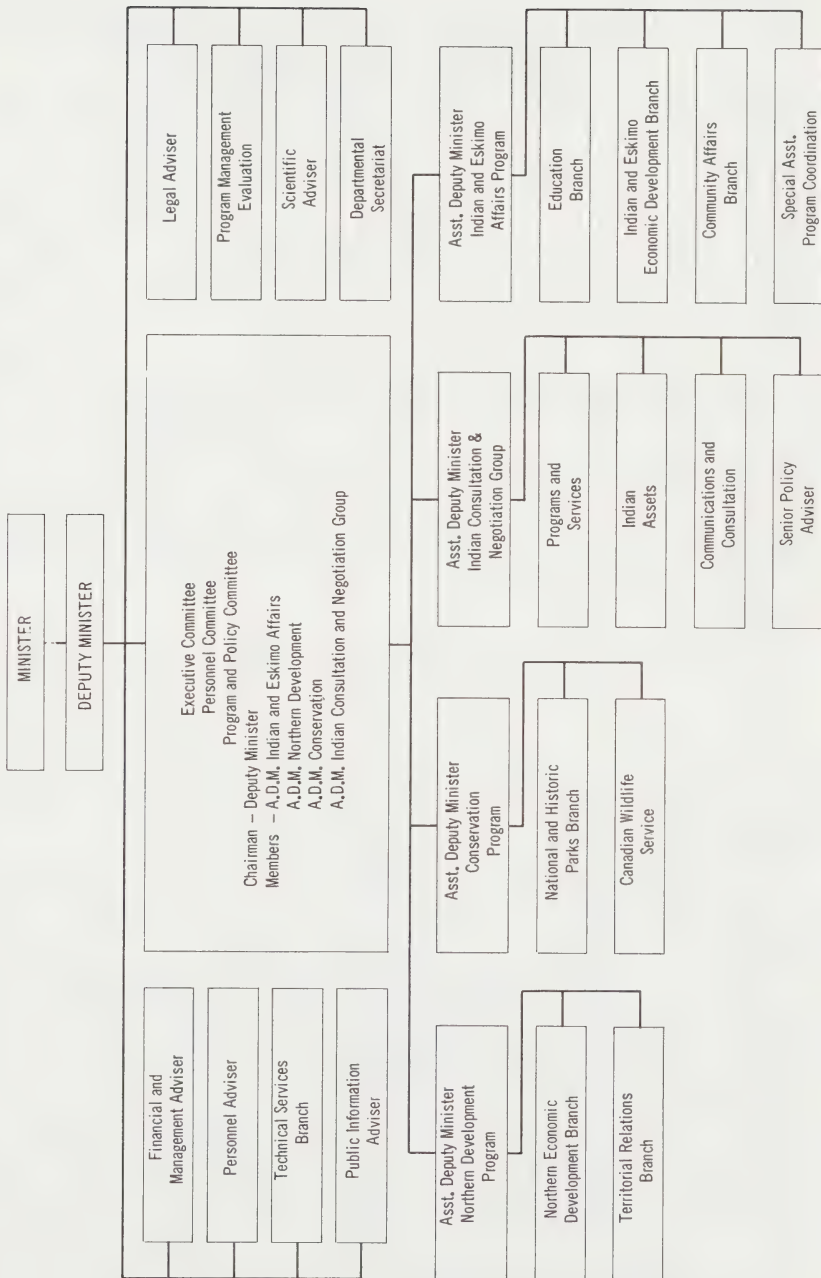 MINISTER
DEPUTY MINISTER
Financial and
Management Adviser
Personnel Adviser
Technical Services
Branch
Public Information
Adviser
Executive Committee
Personnel Committee
Program and Policy Committee
Chairman – Deputy Minister
Members – A.D.M. Indian and Eskimo Affairs
A.D.M. Northern Development
A.D.M. Conservation
A.D.M. Indian Consultation and Negotiation Group
Legal Adviser
Program Management
Evaluation
Scientific
Adviser
Departmental
Secretariat
Asst. Deputy Minister
Northern Development
Program
Northern Economic
Development Branch
Territorial Relations
Branch
Asst. Deputy Minister
Conservation
Program
National and Historic
Parks Branch
Canadian Wildlife
Service
Asst. Deputy Minister
Indian Consultation &
Negotiation Group
Programs and
Services
Indian
Assets
Communications and
Consultation
Senior Policy
Adviser
Asst. Deputy Minister
Indian and Eskimo
Affairs Program
Education
Branch
Indian and Eskimo
Economic Development Branch
Community Affairs
Branch
Special Asst.
Program Coordination